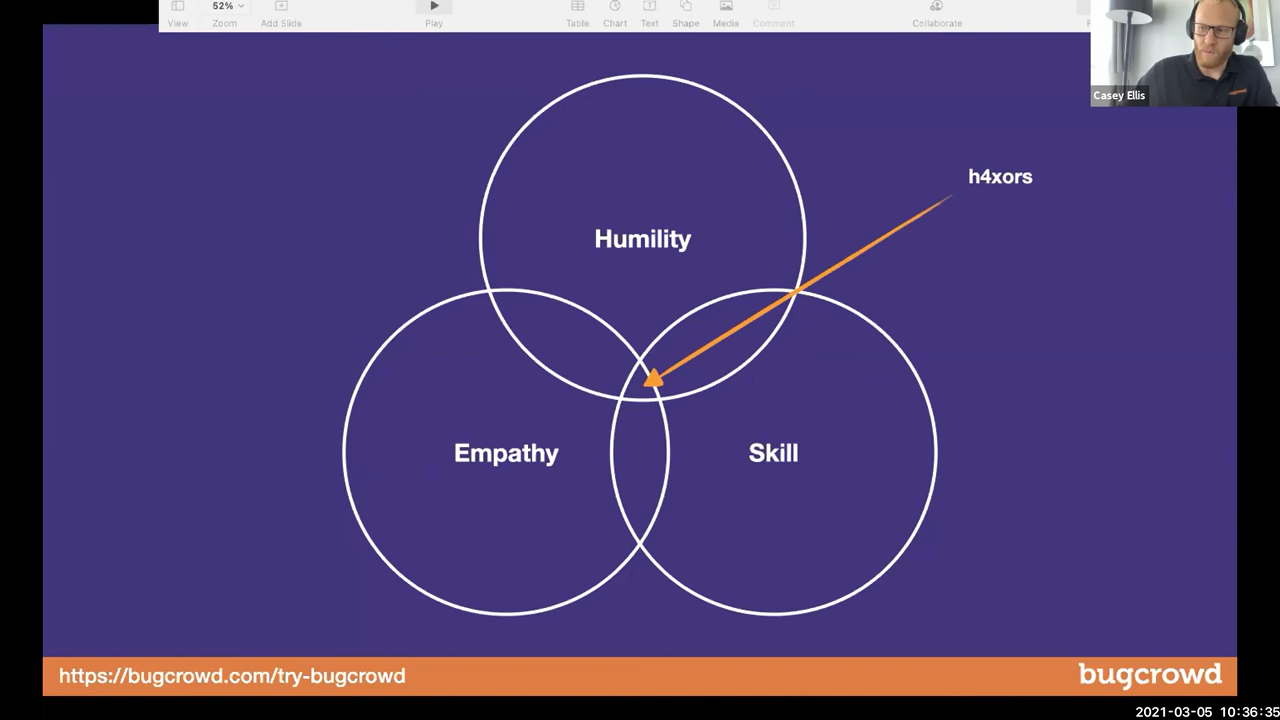 52%
View
Zoom
Add Slide
Play
Table
Chart
Text
Shape
Media
Comment
Collaborate
Casey Ellis
h4xors
Humility
Empathy
Skill
https://bugcrowd.com/try-bugcrowd
bugcrowd
2021-03-05 10:36:35